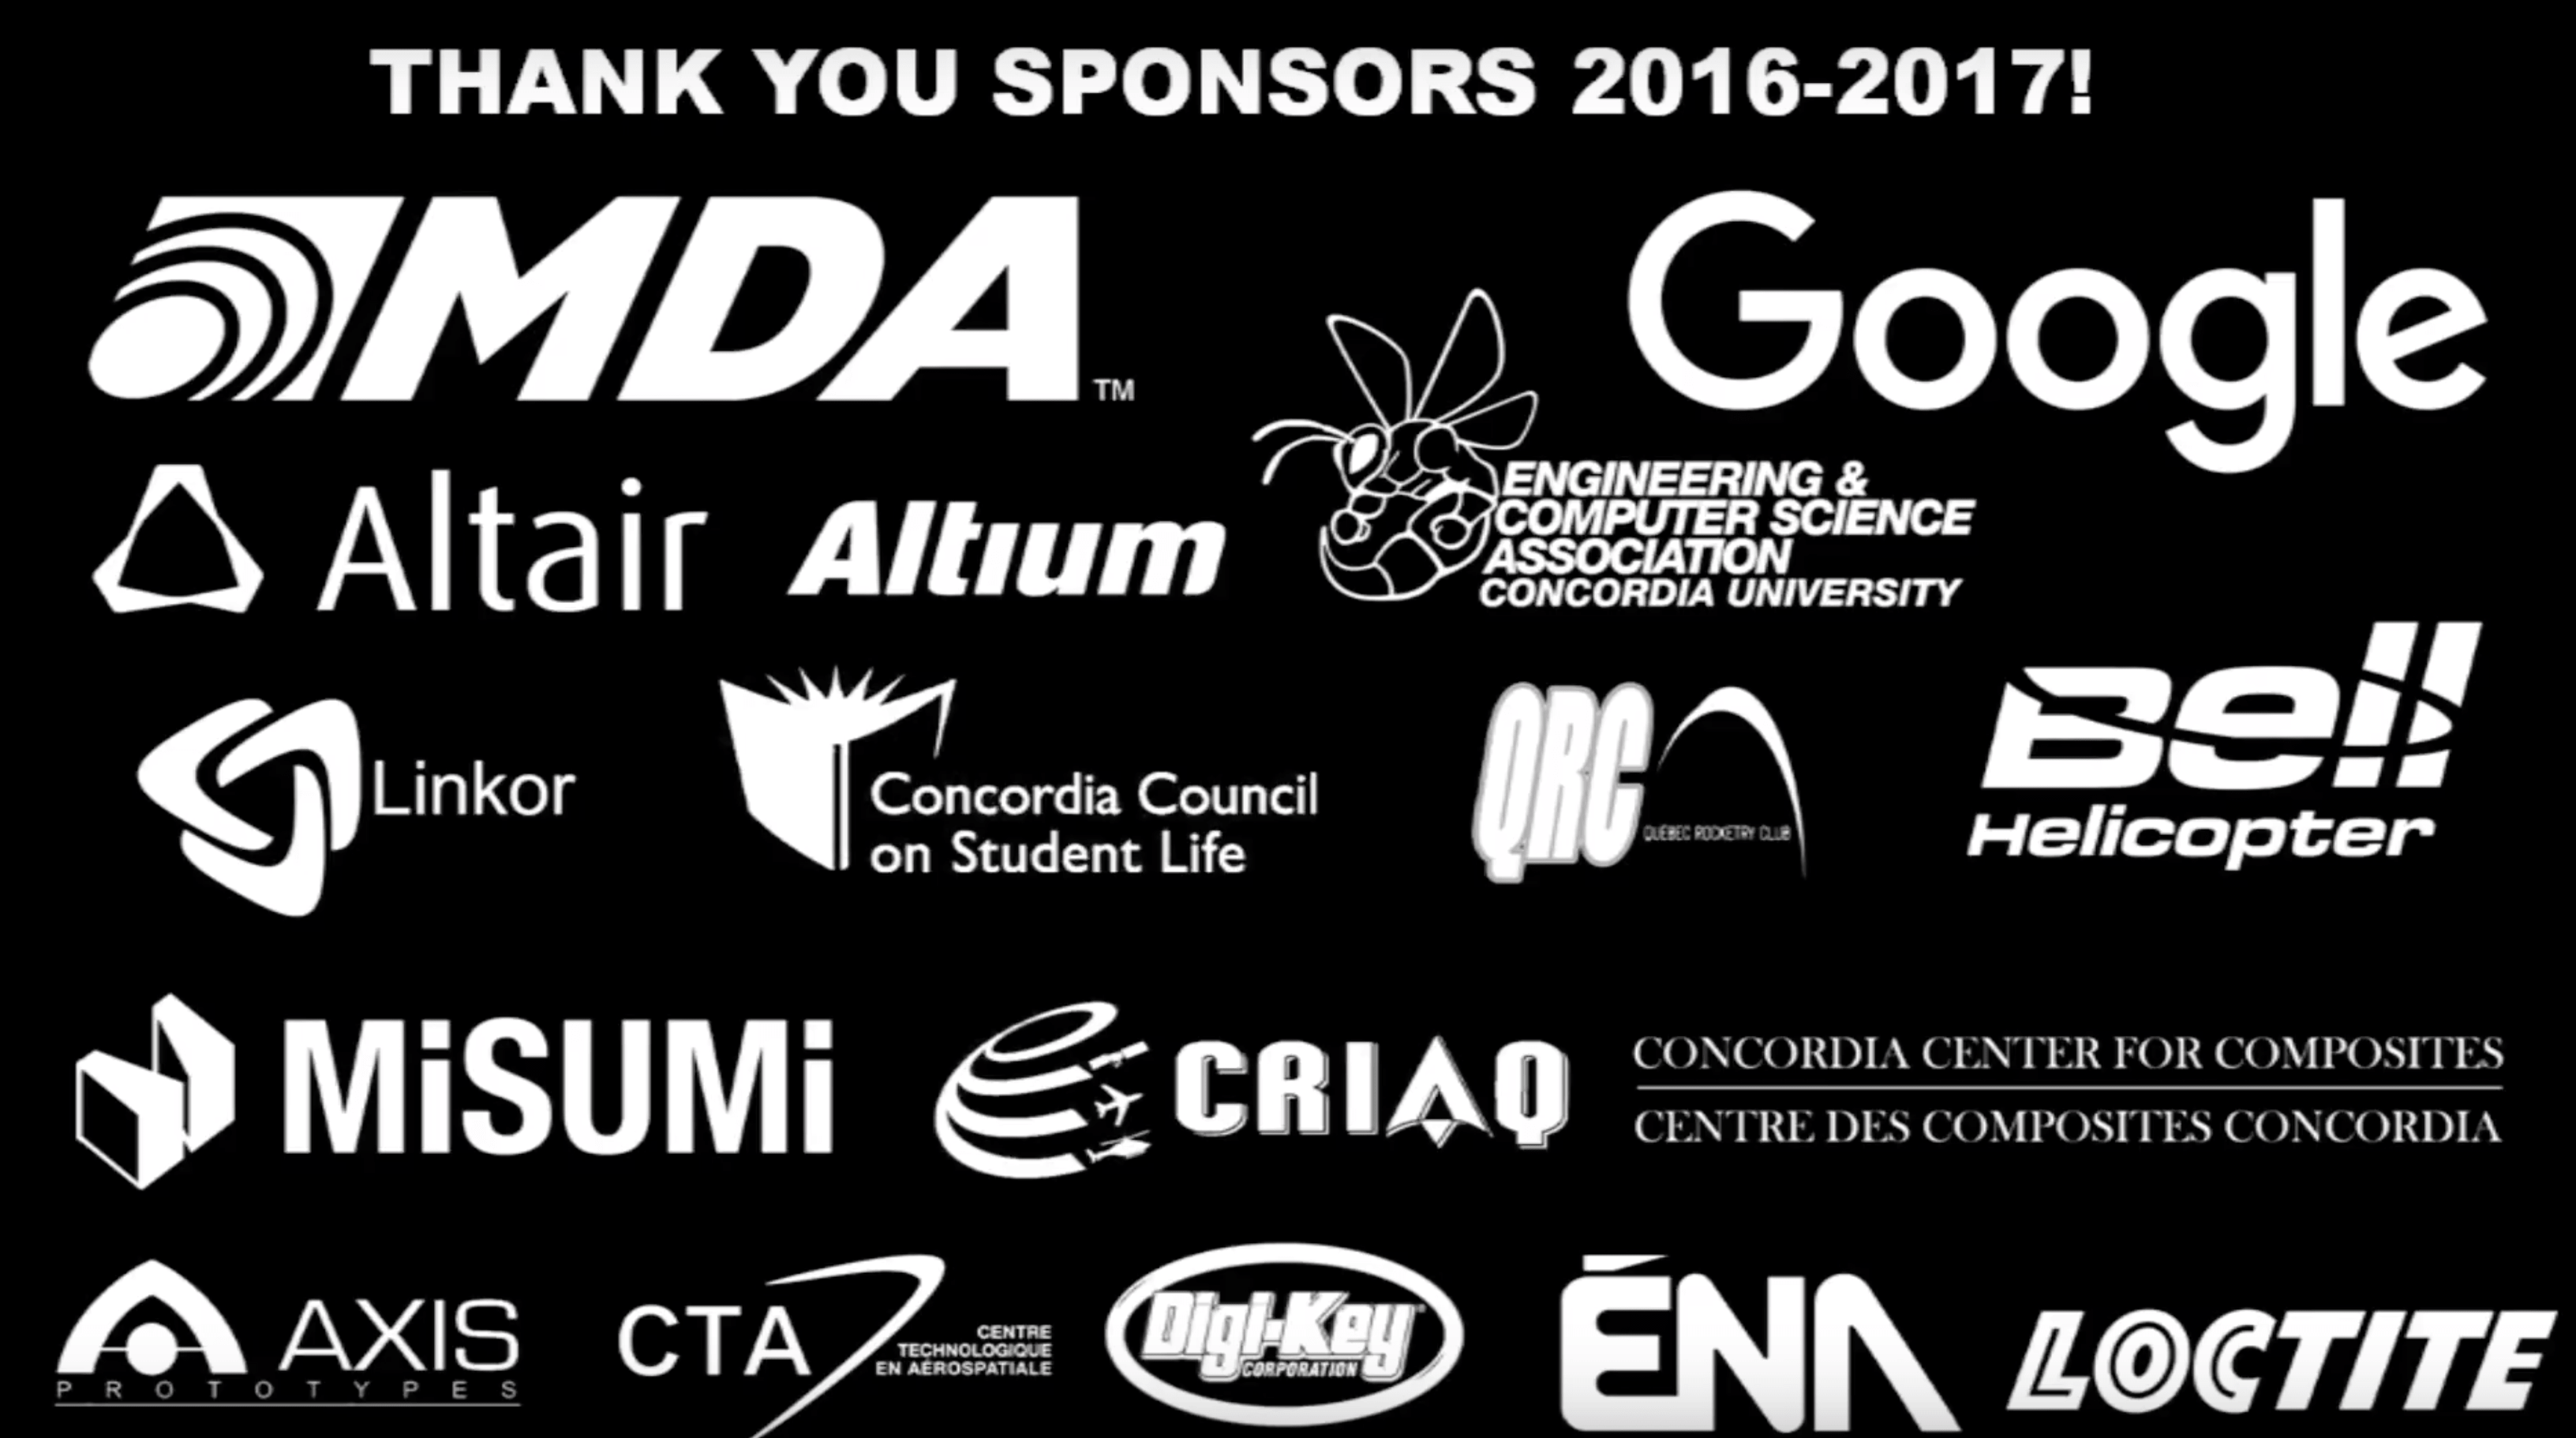 THANK YOU SPONSORS 2016-2017!
MDA TM
Google
Altair
Altium
ENGINEERING &
COMPUTER SCIENCE
ASSOCIATION
CONCORDIA UNIVERSITY
Linkor
Concordia Council
on Student Life
QRC
QUEBEC ROCKETRY CLUB
Bell
Helicopter
MiSUMi
CRIAQ
CONCORDIA CENTER FOR COMPOSITES
CENTRE DES COMPOSITES CONCORDIA
AXIS
PROTOTYPES
CTA
CENTRE
TECHNOLOGIQUE
EN AÉROSPATIALE
Digi-Key
CORPORATION
ÉNA
LOCTITE